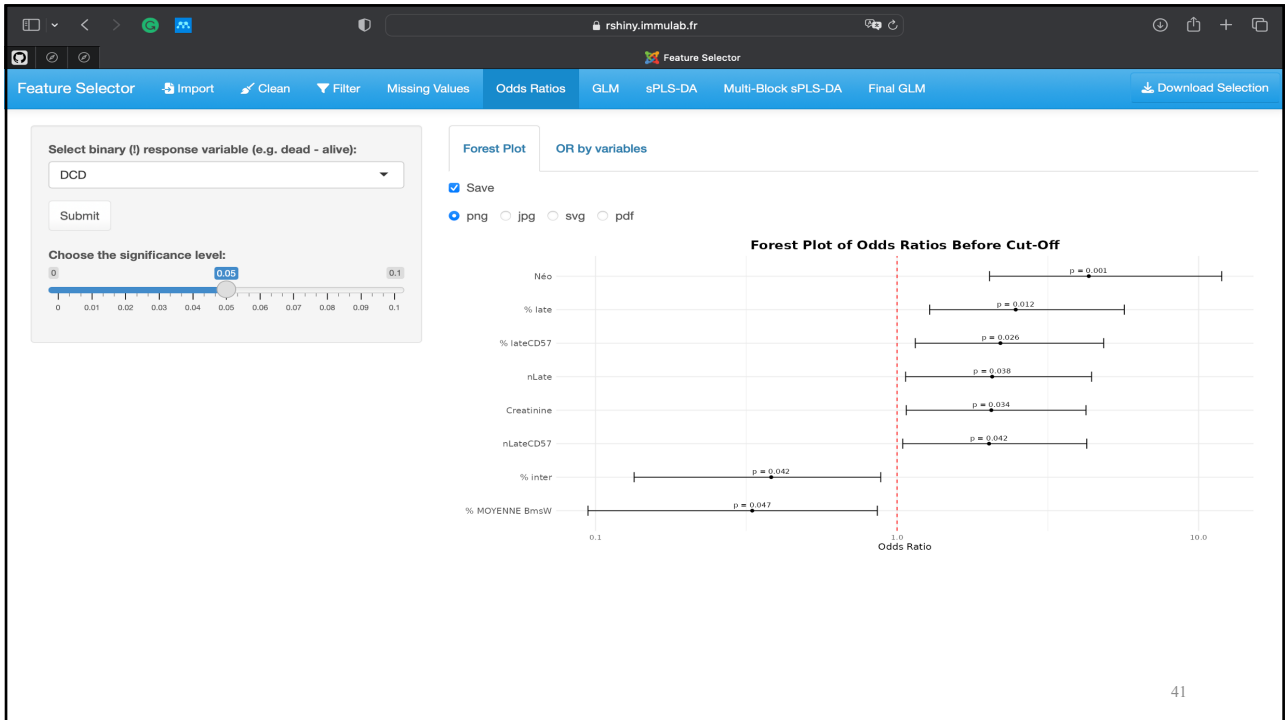 rshiny.immulab.fr
Feature Selector
Feature Selector Import Clean Filter Missing Values Odds Ratios GLM sPLS-DA Multi-Block sPLS-DA Final GLM Download Selection
Select binary (!) response variable (e.g. dead - alive):
DCD
Submit
Choose the significance level:
0 0.05 0.1
0 0.01 0.02 0.03 0.04 0.05 0.06 0.07 0.08 0.09 0.1
Forest Plot OR by variables
Save
png jpg svg pdf
Forest Plot of Odds Ratios Before Cut-Off
Néo p = 0.001
% late p = 0.012
% lateCD57 p = 0.026
nLate p = 0.038
Creatinine p = 0.034
nLateCD57 p = 0.042
% inter p = 0.042
% MOYENNE BmsW p = 0.047
0.1 1.0 10.0
Odds Ratio
41